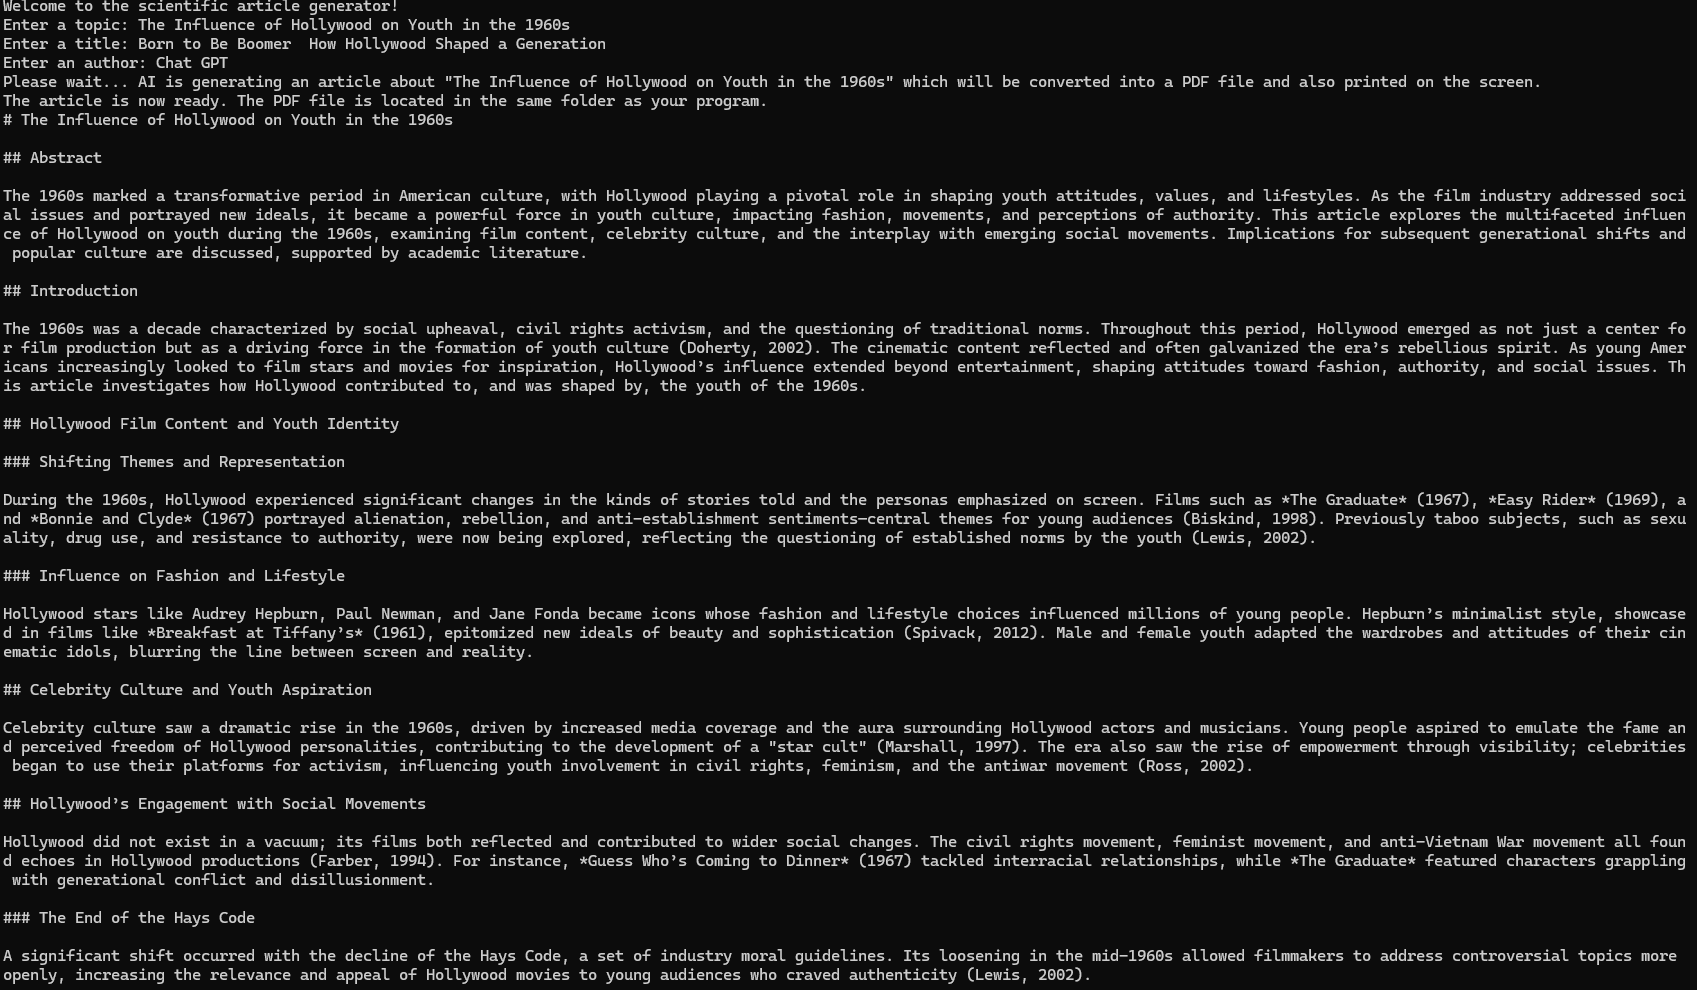 Welcome to the scientific article generator!
Enter a topic: The Influence of Hollywood on Youth in the 1960s
Enter a title: Born to Be Boomer  How Hollywood Shaped a Generation
Enter an author: Chat GPT
Please wait... AI is generating an article about "The Influence of Hollywood on Youth in the 1960s" which will be converted into a PDF file and also printed on the screen.
The article is now ready. The PDF file is located in the same folder as your program.
# The Influence of Hollywood on Youth in the 1960s

## Abstract

The 1960s marked a transformative period in American culture, with Hollywood playing a pivotal role in shaping youth attitudes, values, and lifestyles. As the film industry addressed soci
al issues and portrayed new ideals, it became a powerful force in youth culture, impacting fashion, movements, and perceptions of authority. This article explores the multifaceted influen
ce of Hollywood on youth during the 1960s, examining film content, celebrity culture, and the interplay with emerging social movements. Implications for subsequent generational shifts and
 popular culture are discussed, supported by academic literature.

## Introduction

The 1960s was a decade characterized by social upheaval, civil rights activism, and the questioning of traditional norms. Throughout this period, Hollywood emerged as not just a center fo
r film production but as a driving force in the formation of youth culture (Doherty, 2002). The cinematic content reflected and often galvanized the era's rebellious spirit. As young Amer
icans increasingly looked to film stars and movies for inspiration, Hollywood's influence extended beyond entertainment, shaping attitudes toward fashion, authority, and social issues. Th
is article investigates how Hollywood contributed to, and was shaped by, the youth of the 1960s.

## Hollywood Film Content and Youth Identity

### Shifting Themes and Representation

During the 1960s, Hollywood experienced significant changes in the kinds of stories told and the personas emphasized on screen. Films such as *The Graduate* (1967), *Easy Rider* (1969), a
nd *Bonnie and Clyde* (1967) portrayed alienation, rebellion, and anti-establishment sentiments—central themes for young audiences (Biskind, 1998). Previously taboo subjects, such as sexu
ality, drug use, and resistance to authority, were now being explored, reflecting the questioning of established norms by the youth (Lewis, 2002).

### Influence on Fashion and Lifestyle

Hollywood stars like Audrey Hepburn, Paul Newman, and Jane Fonda became icons whose fashion and lifestyle choices influenced millions of young people. Hepburn's minimalist style, showcase
d in films like *Breakfast at Tiffany's* (1961), epitomized new ideals of beauty and sophistication (Spivack, 2012). Male and female youth adapted the wardrobes and attitudes of their cin
ematic idols, blurring the line between screen and reality.

## Celebrity Culture and Youth Aspiration

Celebrity culture saw a dramatic rise in the 1960s, driven by increased media coverage and the aura surrounding Hollywood actors and musicians. Young people aspired to emulate the fame an
d perceived freedom of Hollywood personalities, contributing to the development of a "star cult" (Marshall, 1997). The era also saw the rise of empowerment through visibility; celebrities
 began to use their platforms for activism, influencing youth involvement in civil rights, feminism, and the antiwar movement (Ross, 2002).

## Hollywood's Engagement with Social Movements

Hollywood did not exist in a vacuum; its films both reflected and contributed to wider social changes. The civil rights movement, feminist movement, and anti-Vietnam War movement all foun
d echoes in Hollywood productions (Farber, 1994). For instance, *Guess Who's Coming to Dinner* (1967) tackled interracial relationships, while *The Graduate* featured characters grappling
 with generational conflict and disillusionment.

### The End of the Hays Code

A significant shift occurred with the decline of the Hays Code, a set of industry moral guidelines. Its loosening in the mid-1960s allowed filmmakers to address controversial topics more
openly, increasing the relevance and appeal of Hollywood movies to young audiences who craved authenticity (Lewis, 2002).